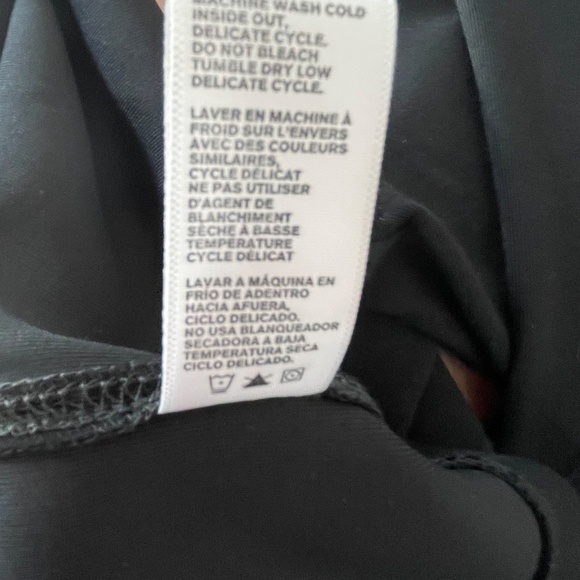 MACHINE WASH COLD
INSIDE OUT,
DELICATE CYCLE.
DO NOT BLEACH
TUMBLE DRY LOW
DELICATE CYCLE.
LAVER EN MACHINE À
FROID SUR L'ENVERS
AVEC DES COULEURS
SIMILAIRES,
CYCLE DÉLICAT
NE PAS UTILISER
D'AGENT DE
BLANCHIMENT
SÈCHE À BASSE
TEMPÉRATURE
CYCLE DÉLICAT
LAVAR A MÁQUINA EN
FRÍO DE ADENTRO
HACIA AFUERA,
CICLO DELICADO.
NO USA BLANQUEADOR
SECADORA A BAJA
TEMPERATURA SECA
CICLO DELICADO.